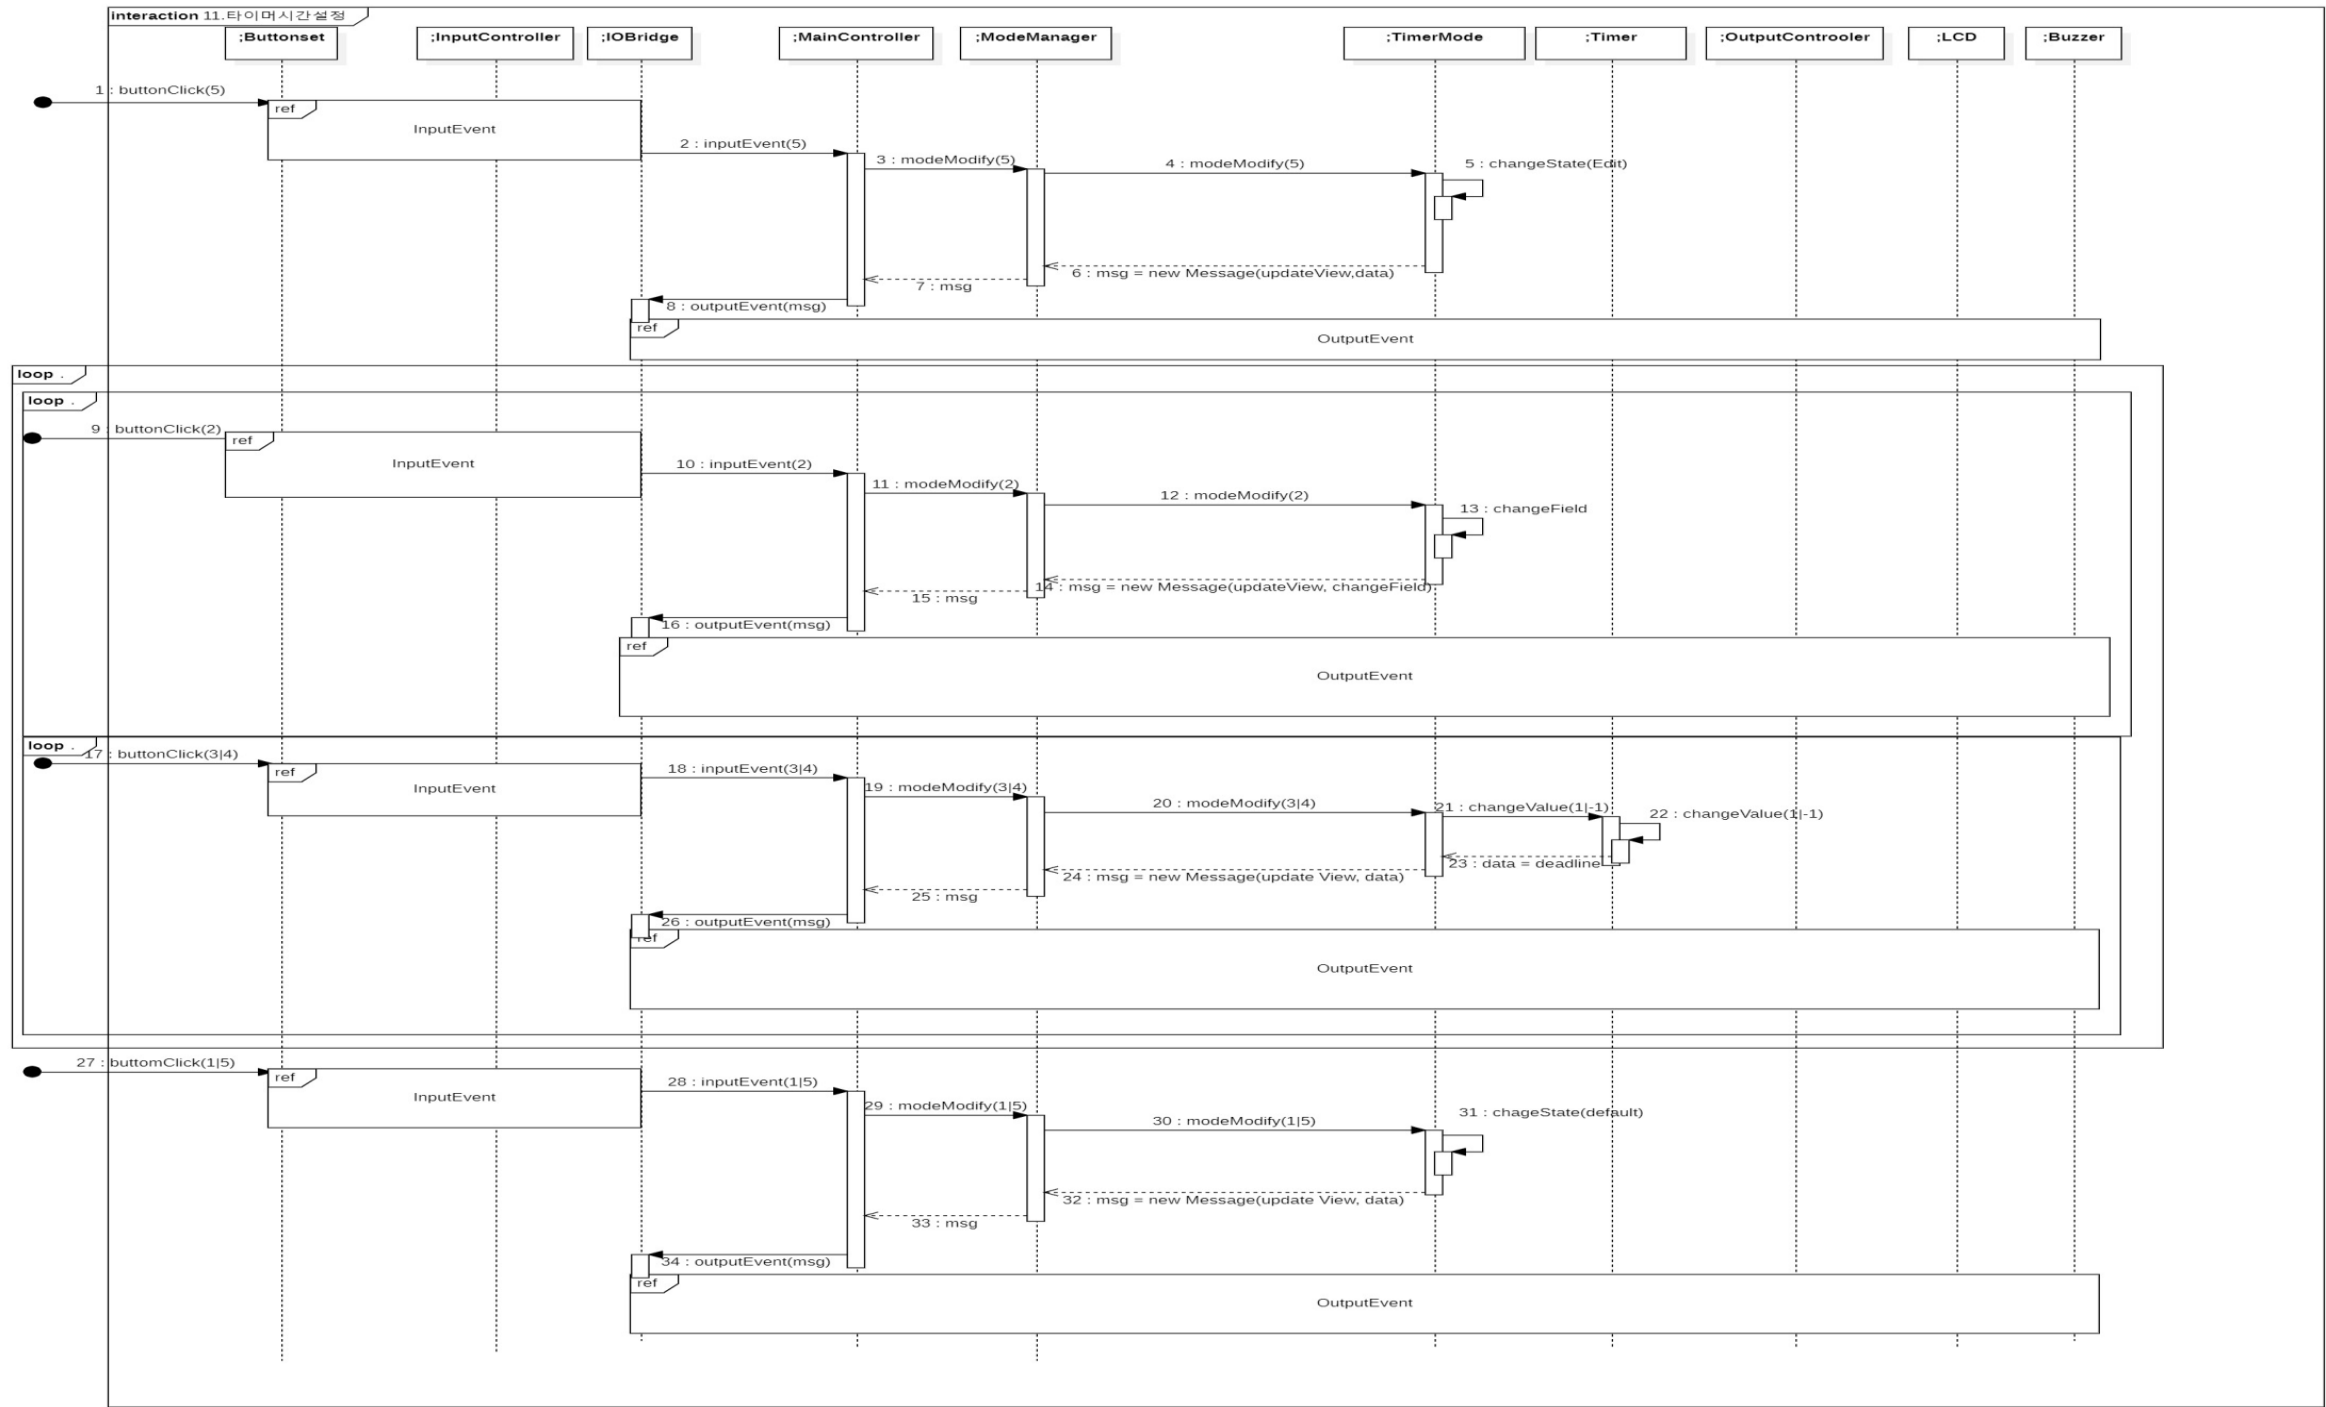 interaction 11.타이머시간설정
;Buttonset
;InputController
;IOBridge
;MainController
;ModeManager
;TimerMode
;Timer
;OutputControoler
;LCD
;Buzzer
1 : buttonClick(5)
ref
InputEvent
2 : inputEvent(5)
3 : modeModify(5)
4 : modeModify(5)
5 : changeState(Edit)
6 : msg = new Message(updateView,data)
7 : msg
8 : outputEvent(msg)
ref
OutputEvent
loop .
loop .
9 : buttonClick(2)
ref
InputEvent
10 : inputEvent(2)
11 : modeModify(2)
12 : modeModify(2)
13 : changeField
14 : msg = new Message(updateView, changeField)
15 : msg
16 : outputEvent(msg)
ref
OutputEvent
loop .
17 : buttonClick(3|4)
ref
InputEvent
18 : inputEvent(3|4)
19 : modeModify(3|4)
20 : modeModify(3|4)
21 : changeValue(1|-1)
22 : changeValue(1|-1)
23 : data = deadline
24 : msg = new Message(update View, data)
25 : msg
26 : outputEvent(msg)
ref
OutputEvent
27 : buttomClick(1|5)
ref
InputEvent
28 : inputEvent(1|5)
29 : modeModify(1|5)
30 : modeModify(1|5)
31 : chageState(default)
32 : msg = new Message(update View, data)
33 : msg
34 : outputEvent(msg)
ref
OutputEvent